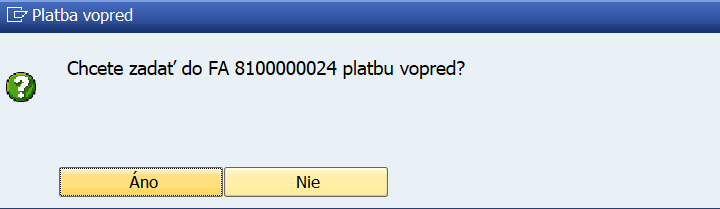 Platba vopred
Chcete zadať do FA 8100000024 platbu vopred?
Áno
Nie